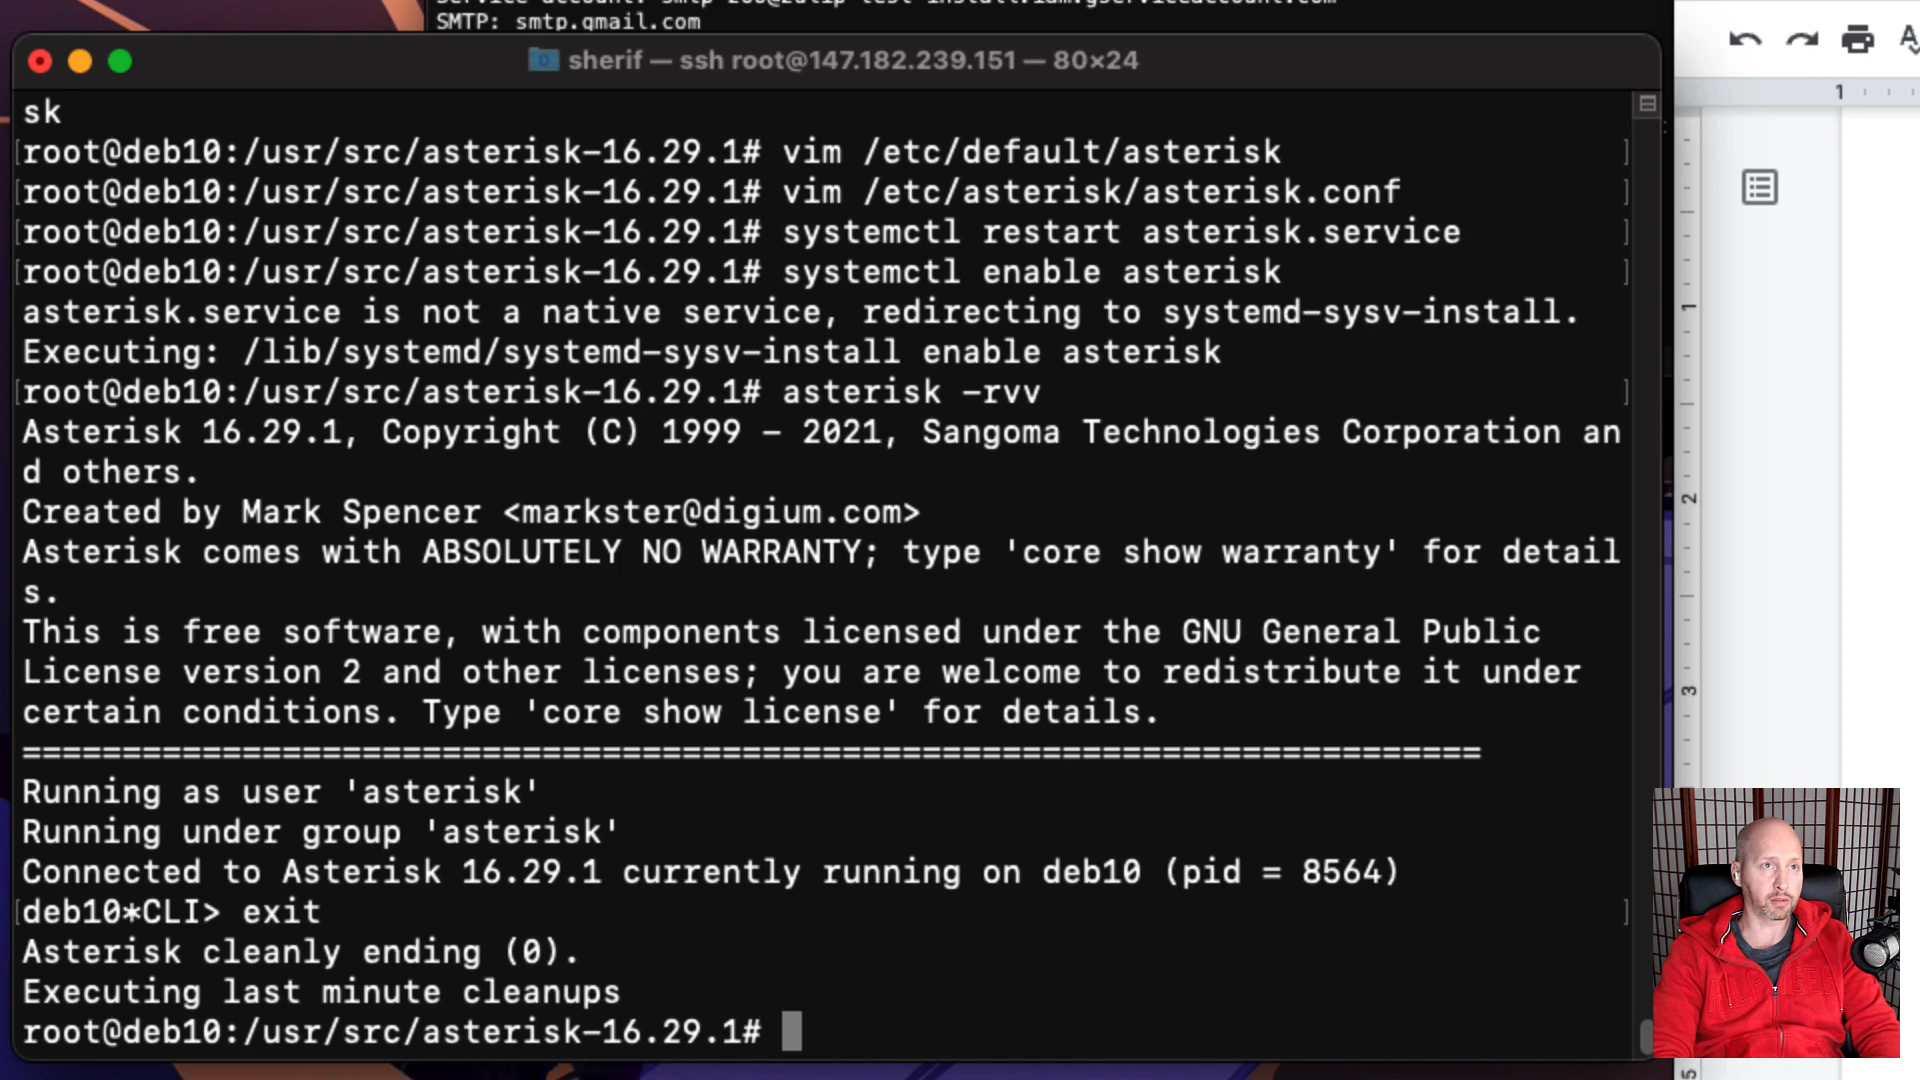 SMTP: smtp.gmail.com
sherif — ssh root@147.182.239.151 — 80×24
sk
root@deb10:/usr/src/asterisk-16.29.1# vim /etc/default/asterisk
root@deb10:/usr/src/asterisk-16.29.1# vim /etc/asterisk/asterisk.conf
root@deb10:/usr/src/asterisk-16.29.1# systemctl restart asterisk.service
root@deb10:/usr/src/asterisk-16.29.1# systemctl enable asterisk
asterisk.service is not a native service, redirecting to systemd-sysv-install.
Executing: /lib/systemd/systemd-sysv-install enable asterisk
root@deb10:/usr/src/asterisk-16.29.1# asterisk -rvv
Asterisk 16.29.1, Copyright (C) 1999 - 2021, Sangoma Technologies Corporation an
d others.
Created by Mark Spencer <markster@digium.com>
Asterisk comes with ABSOLUTELY NO WARRANTY; type 'core show warranty' for detail
s.
This is free software, with components licensed under the GNU General Public
License version 2 and other licenses; you are welcome to redistribute it under
certain conditions. Type 'core show license' for details.
=========================================================================
Running as user 'asterisk'
Running under group 'asterisk'
Connected to Asterisk 16.29.1 currently running on deb10 (pid = 8564)
deb10*CLI> exit
Asterisk cleanly ending (0).
Executing last minute cleanups
root@deb10:/usr/src/asterisk-16.29.1#
1
1
2
3
5